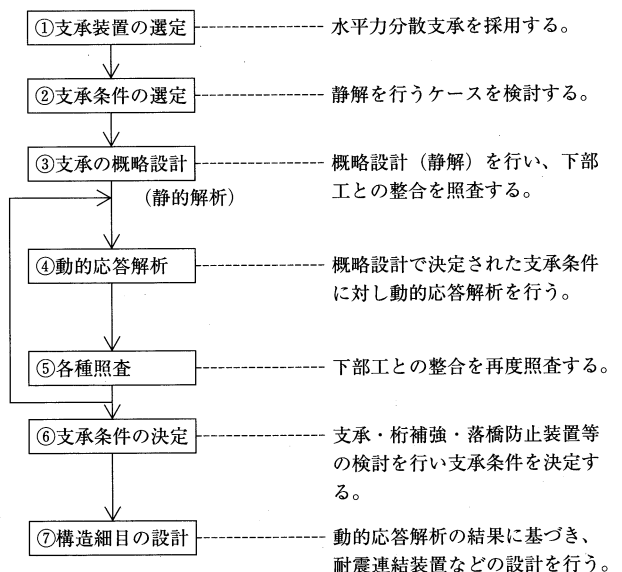 ①支承装置の選定
水平力分散支承を採用する。
②支承条件の選定
静解を行うケースを検討する。
③支承の概略設計
概略設計（静解）を行い、下部
工との整合を照査する。
（静的解析）
④動的応答解析
概略設計で決定された支承条件
に対し動的応答解析を行う。
⑤各種照査
下部工との整合を再度照査する。
⑥支承条件の決定
支承・桁補強・落橋防止装置等
の検討を行い支承条件を決定す
る。
⑦構造細目の設計
動的応答解析の結果に基づき、
耐震連結装置などの設計を行う。